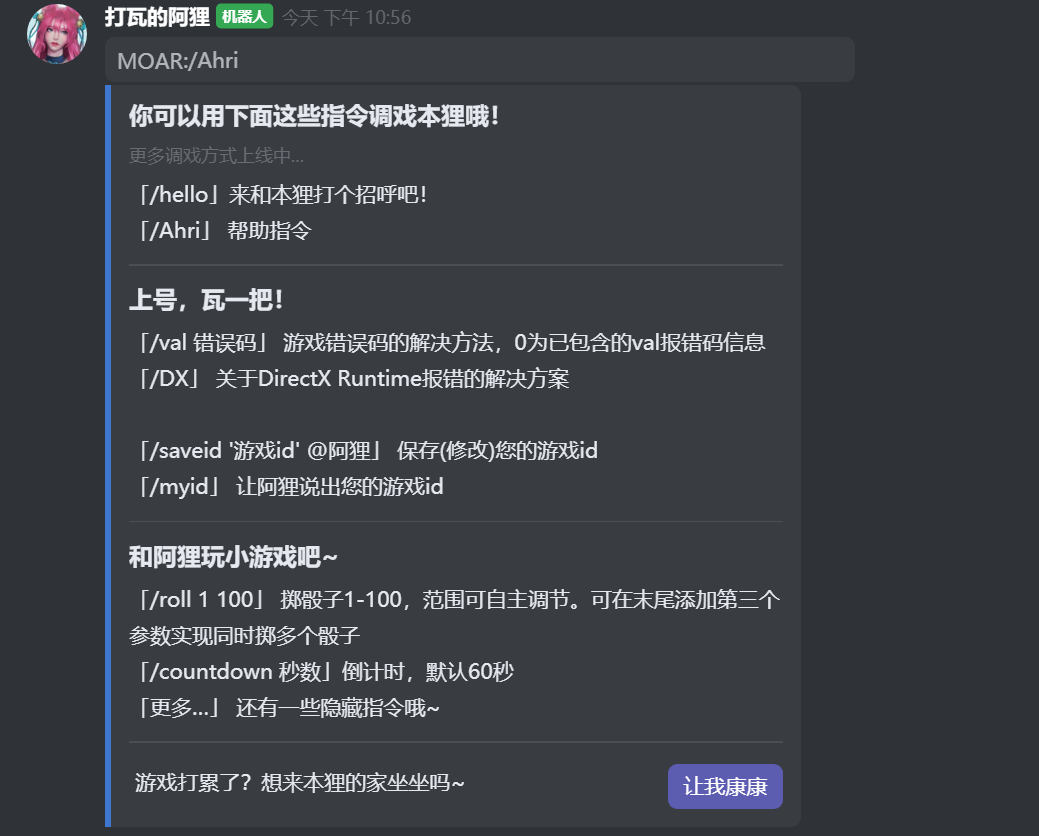 打瓦的阿狸 机器人 今天 下午 10:56
MOAR:/Ahri
你可以用下面这些指令调戏本狸哦！
更多调戏方式上线中...
「/hello」来和本狸打个招呼吧！
「/Ahri」 帮助指令
上号，瓦一把！
「/val 错误码」 游戏错误码的解决方法，0为已包含的val报错码信息
「/DX」 关于DirectX Runtime报错的解决方案
「/saveid '游戏id' @阿狸」 保存(修改)您的游戏id
「/myid」 让阿狸说出您的游戏id
和阿狸玩小游戏吧~
「/roll 1 100」 掷骰子1-100，范围可自主调节。可在末尾添加第三个
参数实现同时掷多个骰子
「/countdown 秒数」倒计时，默认60秒
「更多...」 还有一些隐藏指令哦~
游戏打累了？想来本狸的家坐坐吗~ 让我康康